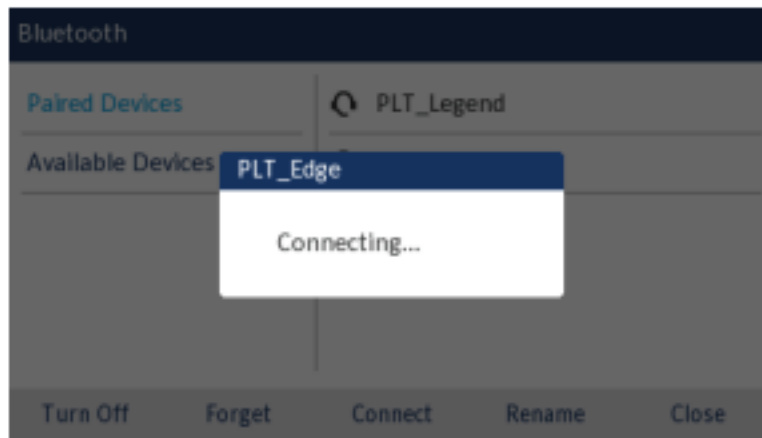 Bluetooth
Paired Devices
PLT_Legend
Available Devices
PLT_Edge
Connecting...
Turn Off Forget Connect Rename Close